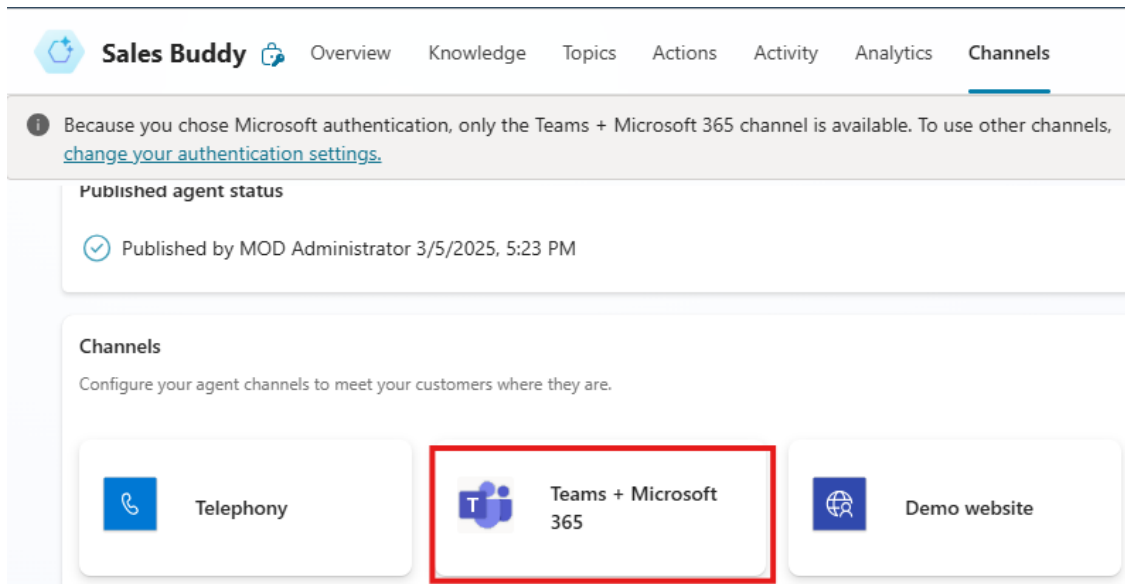 Sales Buddy Overview Knowledge Topics Actions Activity Analytics Channels
Because you chose Microsoft authentication, only the Teams + Microsoft 365 channel is available. To use other channels,
change your authentication settings.
Published agent status
Published by MOD Administrator 3/5/2025, 5:23 PM
Channels
Configure your agent channels to meet your customers where they are.
Telephony
T
Teams + Microsoft
365
Demo website